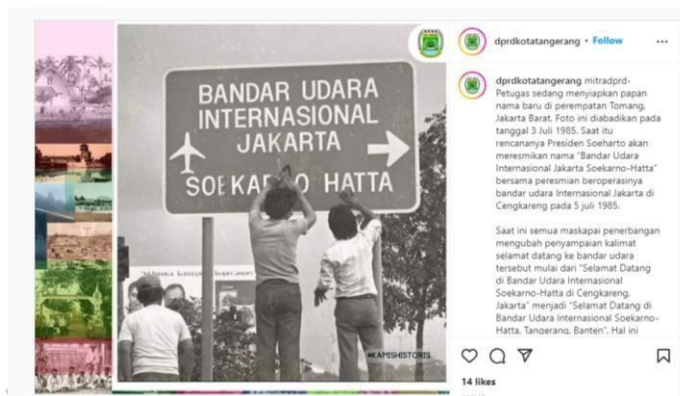 BANDAR UDARA
INTERNASIONAL
JAKARTA
SOEKARNO HATTA
#KAMISHISTORIS
dprdkotatangerang • Follow
dprdkotatangerang mitradprd-
Petugas sedang menyiapkan papan
nama baru di perempatan Tomang,
Jakarta Barat. Foto ini diabadikan pada
tanggal 3 Juli 1985. Saat itu
rencananya Presiden Soeharto akan
meresmikan nama "Bandar Udara
Internasional Jakarta Soekarno-Hatta"
bersama peresmian beroperasinya
bandar udara Internasional Jakarta di
Cengkareng pada 5 juli 1985.
Saat ini semua maskapai penerbangan
mengubah penyampaian kalimat
selamat datang ke bandar udara
tersebut mulai dari "Selamat Datang
di Bandar Udara Internasional
Soekarno-Hatta di Cengkareng,
Jakarta" menjadi "Selamat Datang di
Bandar Udara Internasional Soekarno-
Hatta, Tangerang, Banten". Hal ini
14 likes